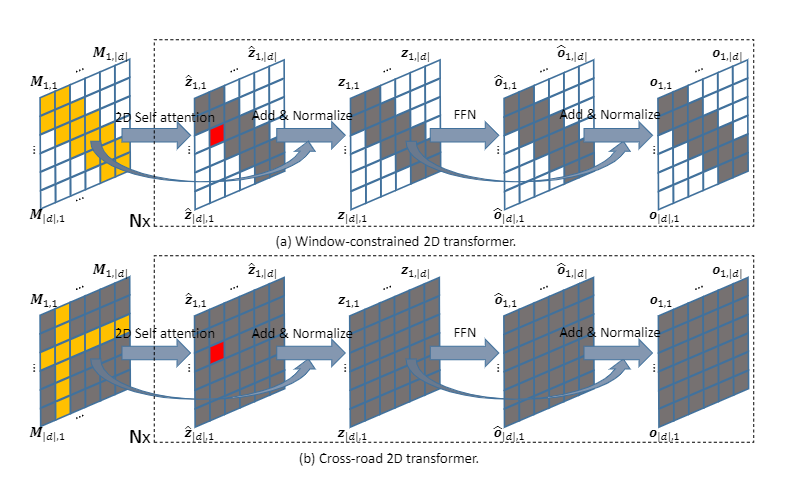 M1,1 ... M1,|d| ẑ1,1 ... ẑ1,|d| z1,1 ... z1,|d| ô1,1 ... ô1,|d| o1,1 ... o1,|d|
2D Self attention Add & Normalize FFN Add & Normalize
⋮ ⋮ ⋮ ⋮ ⋮
M|d|,1 ... Nx ẑ|d|,1 z|d|,1 ô|d|,1 o|d|,1
(a) Window-constrained 2D transformer.
M1,1 ... M1,|d| ẑ1,1 ... ẑ1,|d| z1,1 ... z1,|d| ô1,1 ... ô1,|d| o1,1 ... o1,|d|
2D Self attention Add & Normalize FFN Add & Normalize
⋮ ⋮ ⋮ ⋮ ⋮
M|d|,1 ... Nx ẑ|d|,1 z|d|,1 ô|d|,1 o|d|,1
(b) Cross-road 2D transformer.